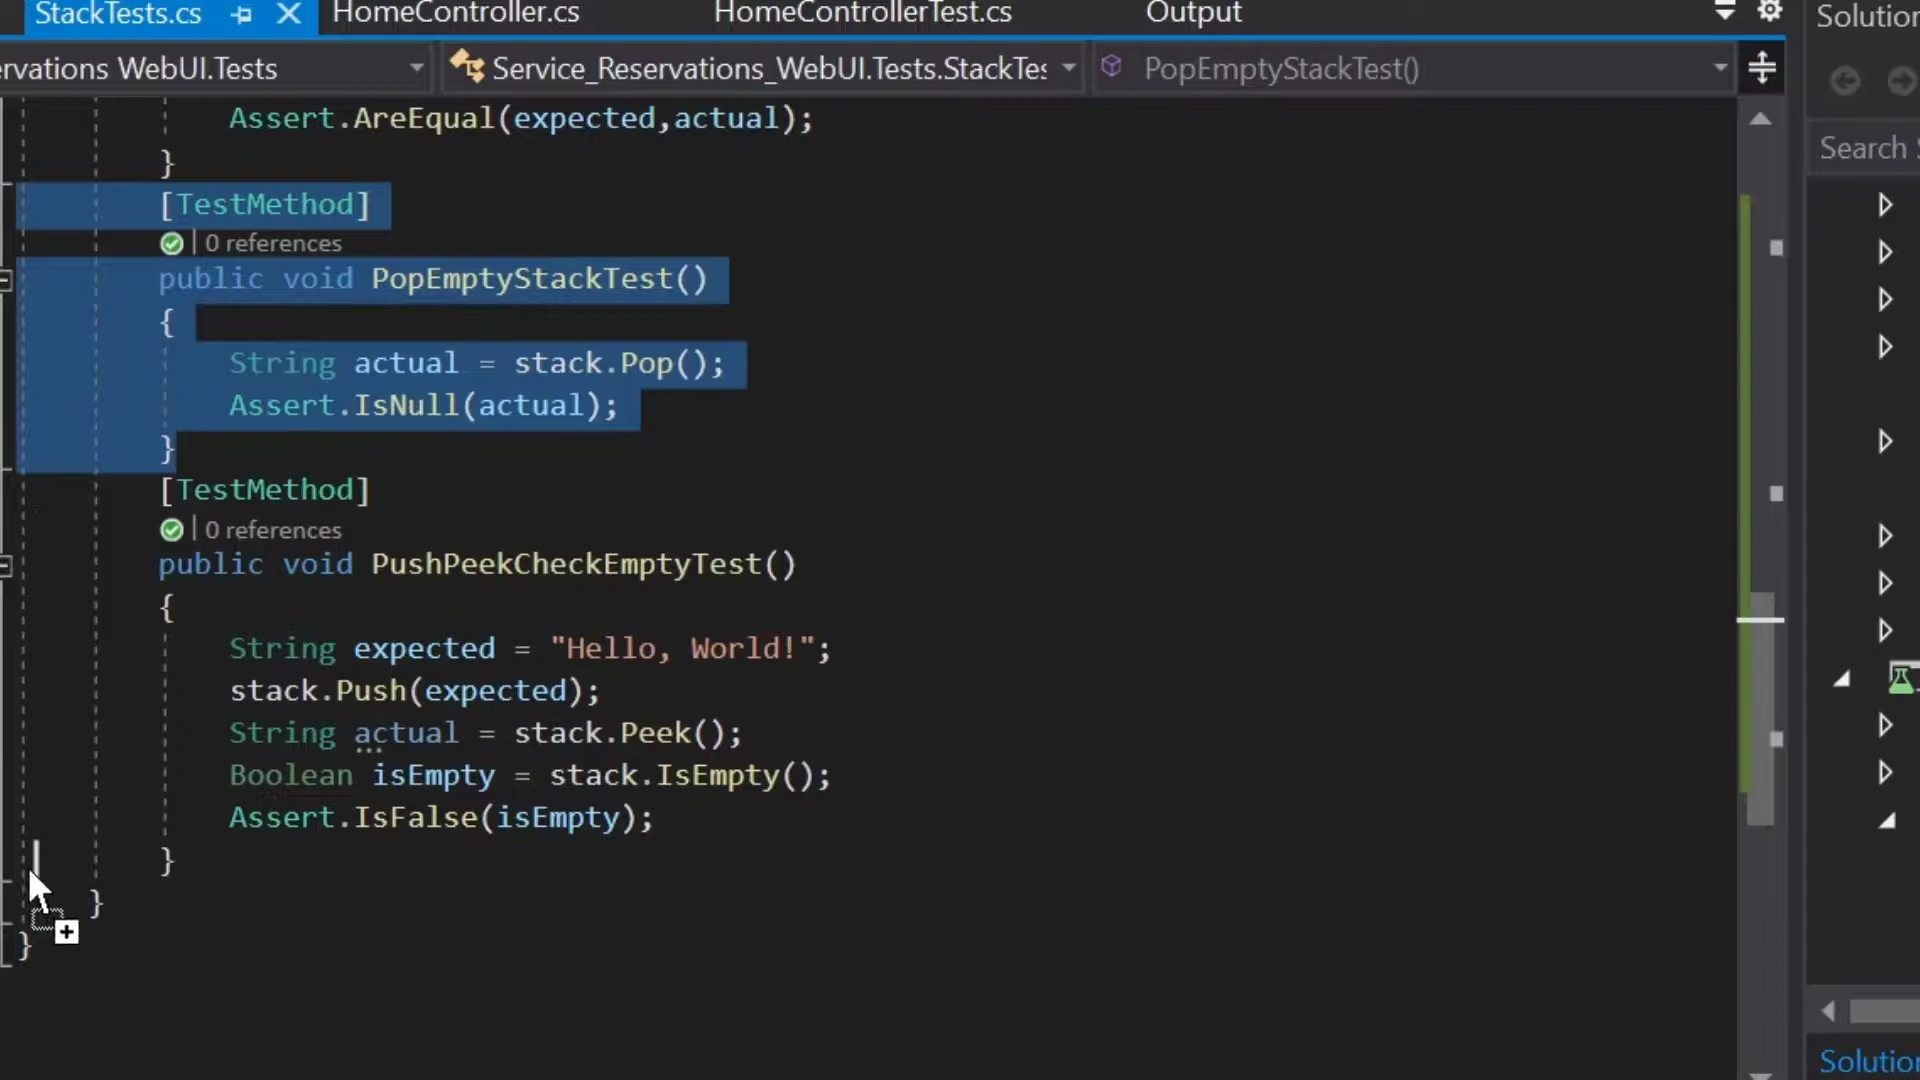 StackTests.cs
HomeController.cs
HomeControllerTest.cs
Output
Solution
ervations WebUI.Tests
Service_Reservations_WebUI.Tests.StackTes
PopEmptyStackTest()
Search S
Assert.AreEqual(expected,actual);
}
[TestMethod]
0 references
public void PopEmptyStackTest()
{
String actual = stack.Pop();
Assert.IsNull(actual);
}
[TestMethod]
0 references
public void PushPeekCheckEmptyTest()
{
String expected = "Hello, World!";
stack.Push(expected);
String actual = stack.Peek();
Boolean isEmpty = stack.IsEmpty();
Assert.IsFalse(isEmpty);
}
}
}
Solution